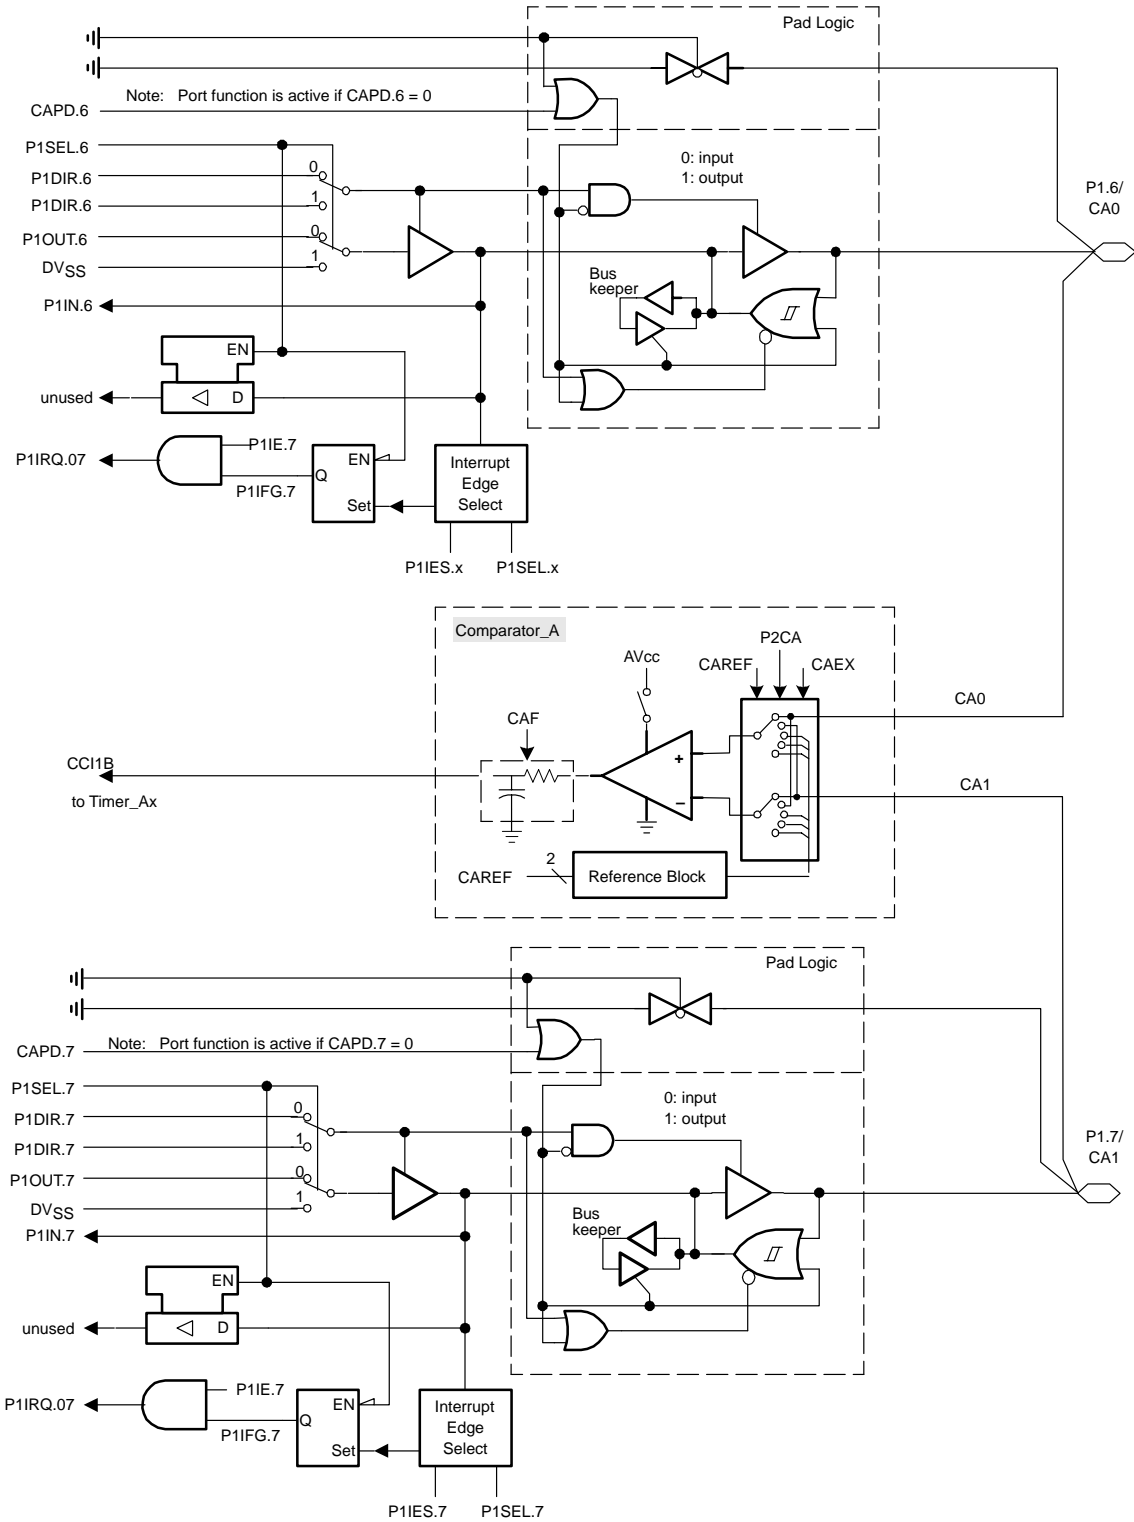 Pad Logic
Note: Port function is active if CAPD.6 = 0
CAPD.6
P1SEL.6
0: input
1: output
P1DIR.6
0
P1DIR.6
1
P1.6/
CA0
P1OUT.6
0
DVSS
1
Bus
keeper
P1IN.6
EN
unused
D
P1IE.7
P1IRQ.07
EN
Q
P1IFG.7
Set
Interrupt
Edge
Select
P1IES.x
P1SEL.x
Comparator_A
P2CA
AVcc
CAREF
CAEX
CA0
CAF
+
CCI1B
to Timer_Ax
CA1
−
2
CAREF
Reference Block
Pad Logic
Note: Port function is active if CAPD.7 = 0
CAPD.7
P1SEL.7
0: input
1: output
P1DIR.7
0
P1DIR.7
1
P1.7/
CA1
P1OUT.7
0
DVSS
1
Bus
keeper
P1IN.7
EN
unused
D
P1IE.7
P1IRQ.07
EN
Q
P1IFG.7
Set
Interrupt
Edge
Select
P1IES.7
P1SEL.7